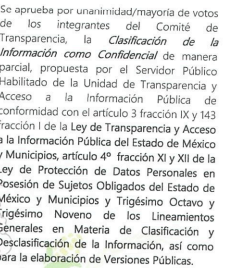 Se aprueba por unanimidad/mayoría de votos
de los integrantes del Comité de
Transparencia, la Clasificación de la
Información como Confidencial de manera
parcial, propuesta por el Servidor Público
Habilitado de la Unidad de Transparencia y
Acceso a la Información Pública de
conformidad con el artículo 3 fracción IX y 143
fracción I de la Ley de Transparencia y Acceso
a la Información Pública del Estado de México
y Municipios, artículo 4º fracción XI y XII de la
Ley de Protección de Datos Personales en
Posesión de Sujetos Obligados del Estado de
México y Municipios y Trigésimo Octavo y
Trigésimo Noveno de los Lineamientos
Generales en Materia de Clasificación y
Desclasificación de la Información, así como
para la elaboración de Versiones Públicas.